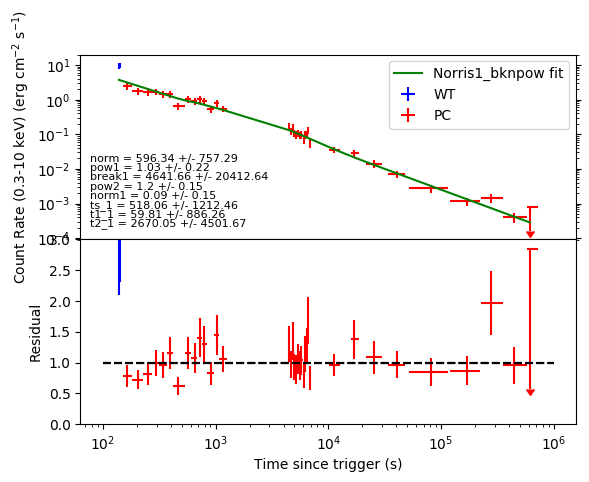 Count Rate (0.3-10 keV) (erg cm⁻² s⁻¹)
10¹
10⁰
10⁻¹
10⁻²
10⁻³
10⁻⁴
Norris1_bknpow fit
WT
PC
norm = 596.34 +/- 757.29
pow1 = 1.03 +/- 0.22
break1 = 4641.66 +/- 20412.64
pow2 = 1.2 +/- 0.15
norm1 = 0.09 +/- 0.15
ts_1 = 518.06 +/- 1212.46
t1_1 = 59.81 +/- 886.26
t2_1 = 2670.05 +/- 4501.67
Residual
3.0
2.5
2.0
1.5
1.0
0.5
0.0
10² 10³ 10⁴ 10⁵ 10⁶
Time since trigger (s)